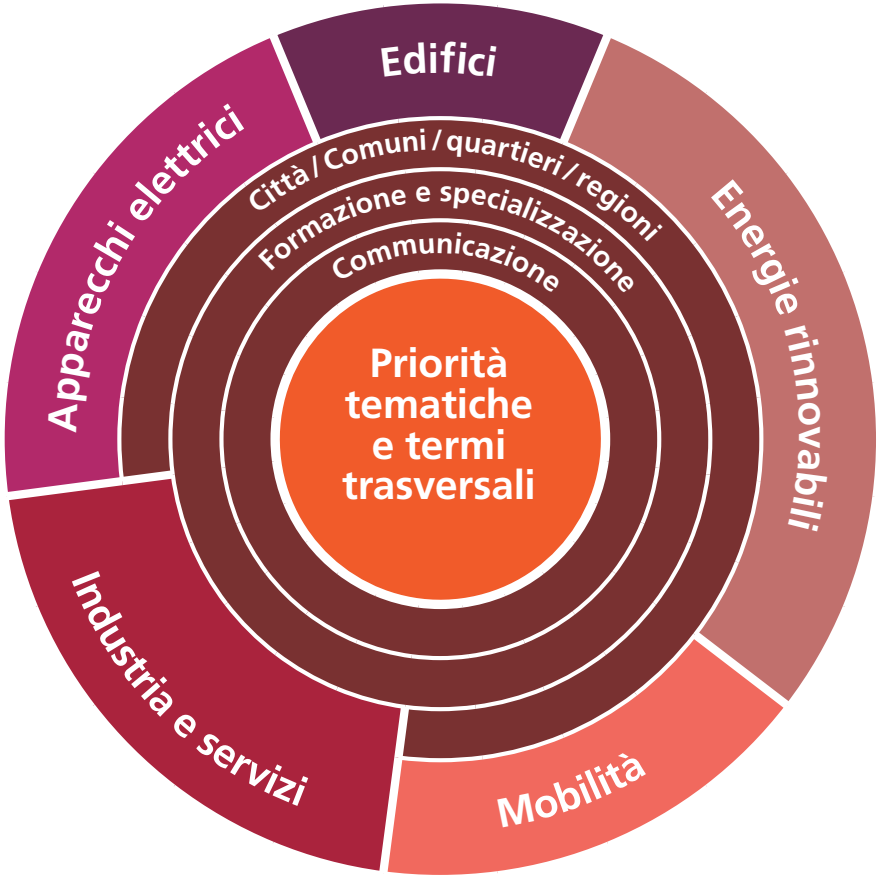 Edifici
Energie rinnovabili
Mobilità
Industria e servizi
Apparecchi elettrici
Città / Comuni / quartieri / regioni
Formazione e specializzazione
Communicazione
Priorità
tematiche
e termi
trasversali